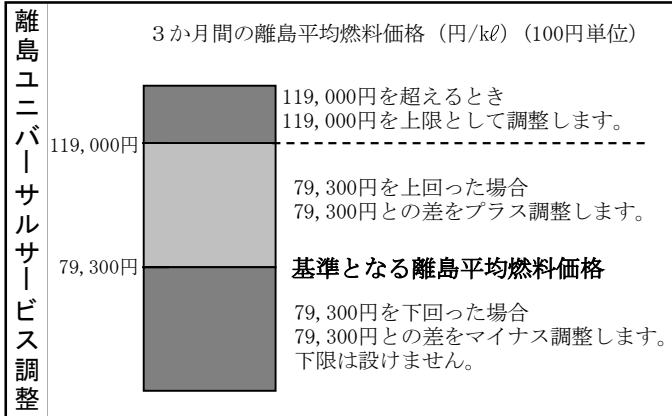 離島ユニバーサルサービス調整
3か月間の離島平均燃料価格（円/kℓ）(100円単位)
119,000円を超えるとき
119,000円を上限として調整します。
119,000円
79,300円を上回った場合
79,300円との差をプラス調整します。
79,300円
基準となる離島平均燃料価格
79,300円を下回った場合
79,300円との差をマイナス調整します。
下限は設けません。